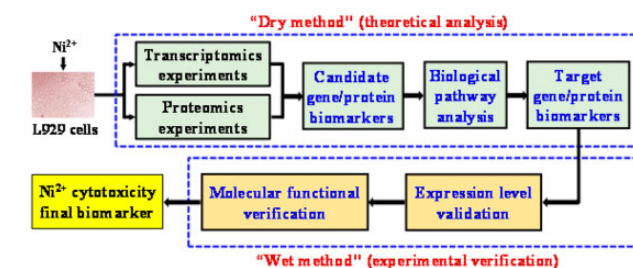 "Dry method" (theoretical analysis)
Ni²⁺
L929 cells
Transcriptomics
experiments
Proteomics
experiments
Candidate
gene/protein
biomarkers
Biological
pathway
analysis
Target
gene/protein
biomarkers
Expression level
validation
Molecular functional
verification
Ni²⁺ cytotoxicity
final biomarker
"Wet method" (experimental verification)